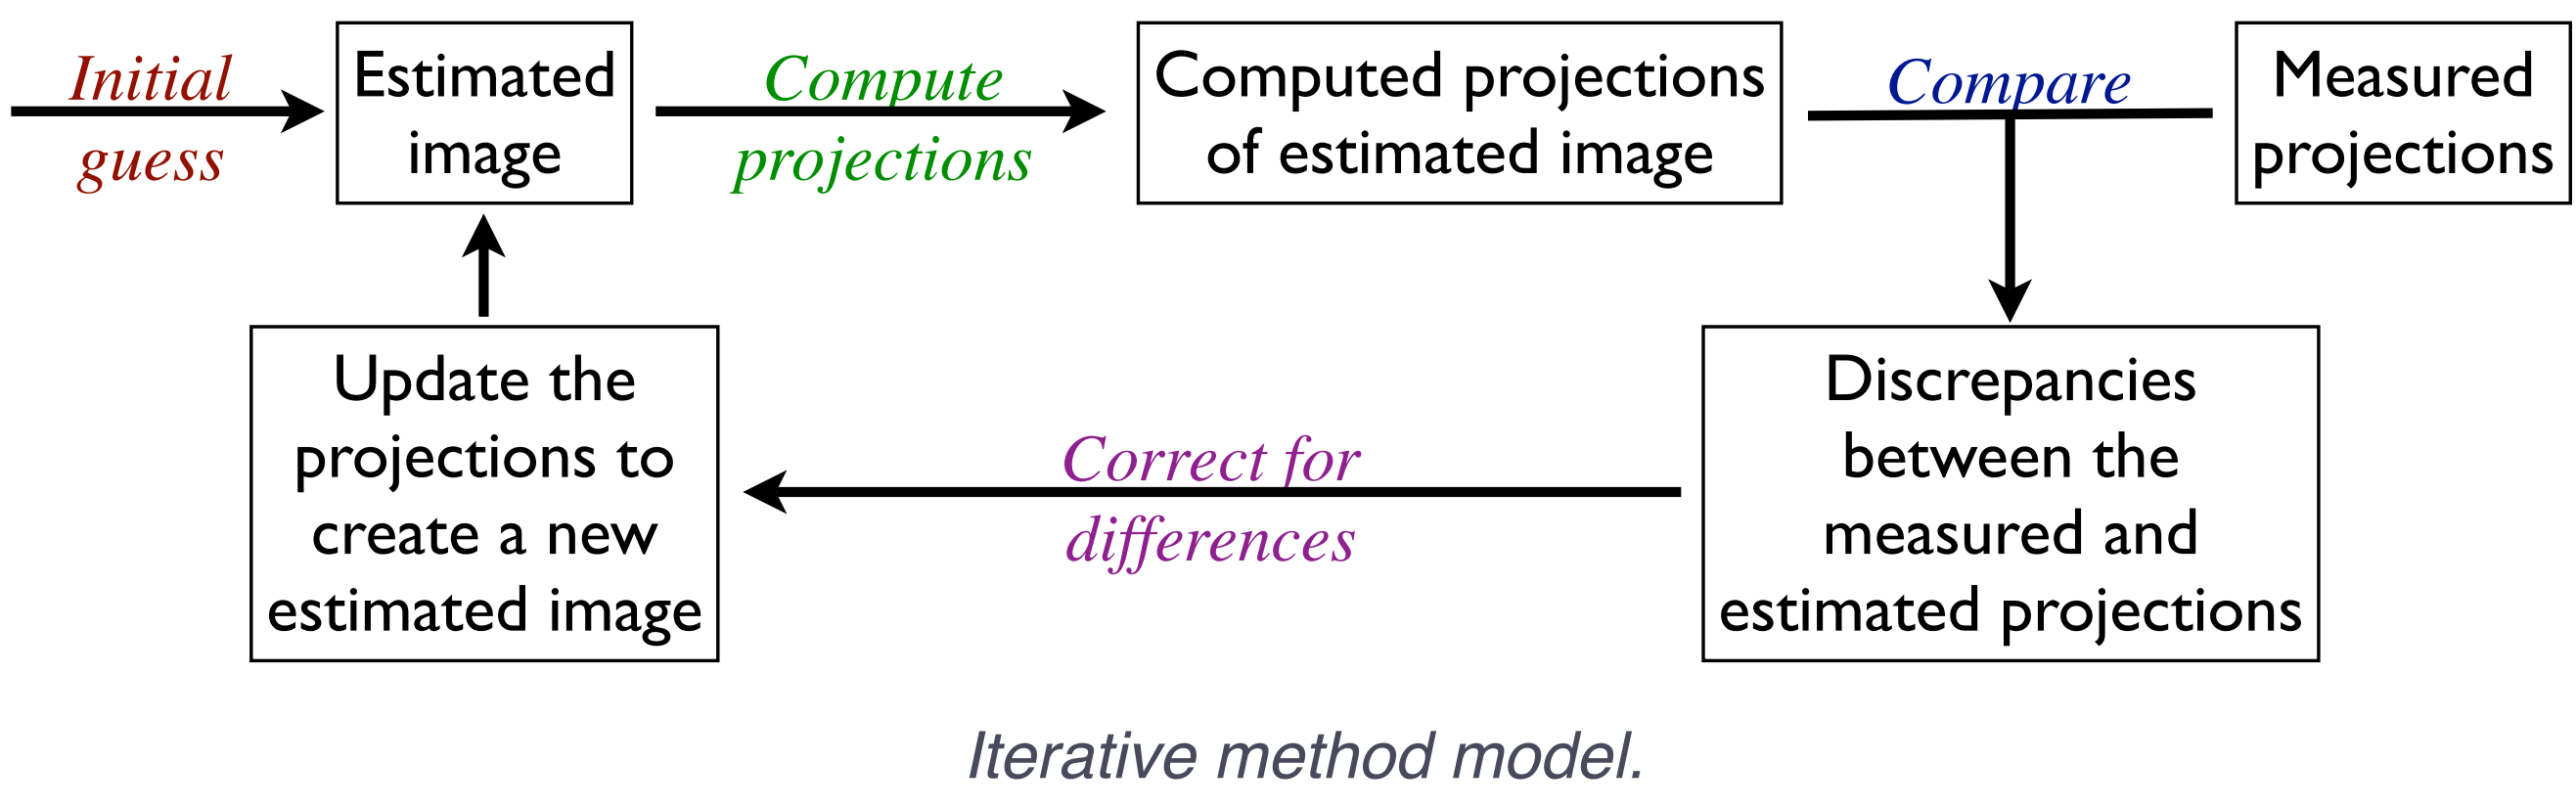 Initial
guess
Estimated
image
Compute
projections
Computed projections
of estimated image
Compare
Measured
projections
Update the
projections to
create a new
estimated image
Correct for
differences
Discrepancies
between the
measured and
estimated projections
Iterative method model.